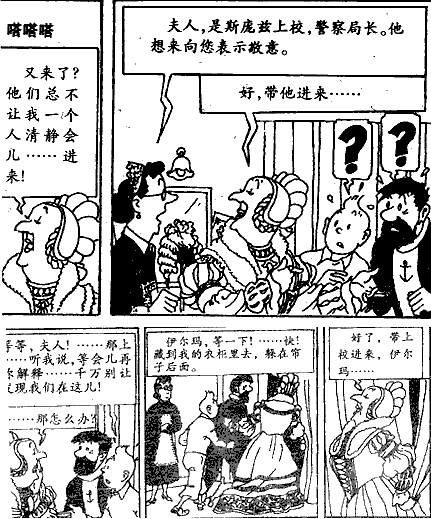 嗒嗒嗒
又来了?
他们总不
让我一个
人清静会
儿……进
来!
夫人,是斯庞兹上校,警察局长。他
想来向您表示敬意。
好,带他进来……
?
?
等等,夫人!……那上
……听我说,等会儿再
你解释……千万别让
发现我们在这儿!
……那怎么办?
伊尔玛,等一下!……快!
藏到我的衣柜里去,躲在帘
子后面。
好了,带上
校进来,伊尔
玛……